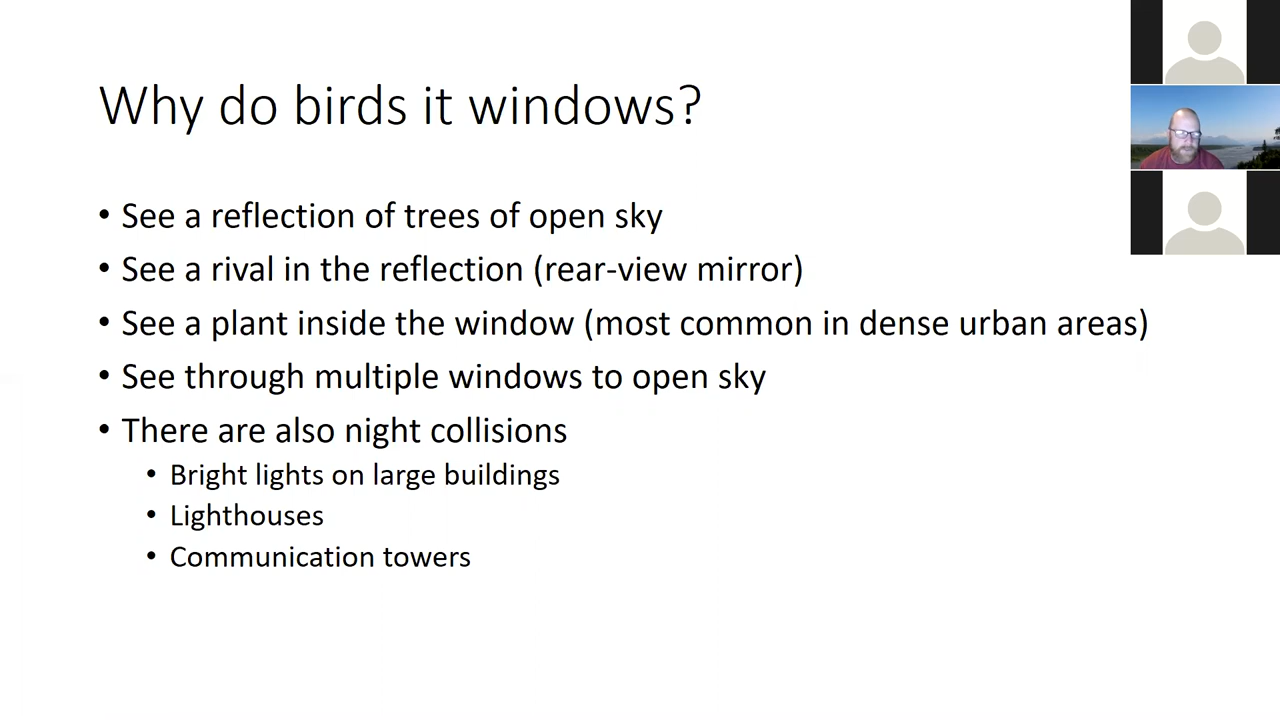 Why do birds it windows?
• See a reflection of trees of open sky
• See a rival in the reflection (rear-view mirror)
• See a plant inside the window (most common in dense urban areas)
• See through multiple windows to open sky
• There are also night collisions
• Bright lights on large buildings
• Lighthouses
• Communication towers